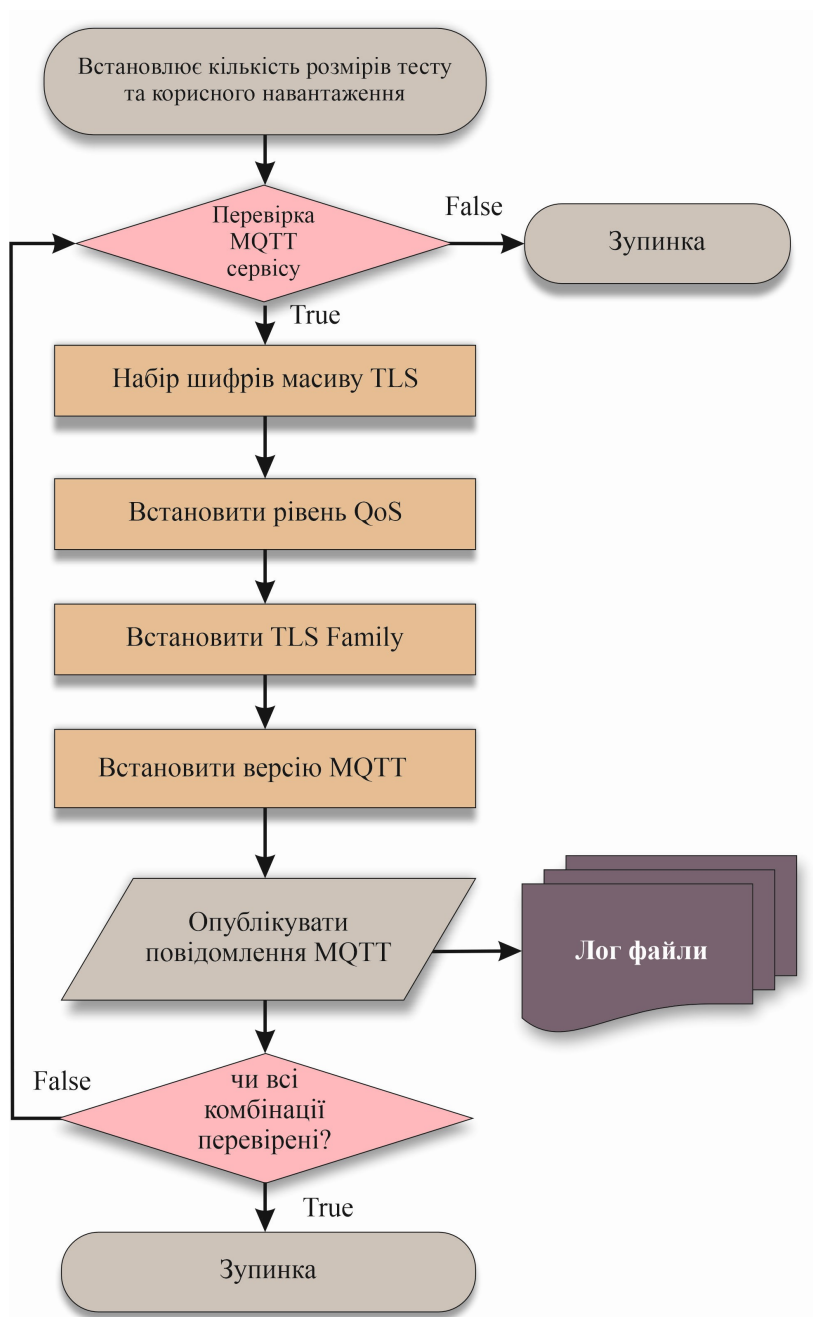 Встановлює кількість розмірів тесту
та корисного навантаження
Перевірка
MQTT
сервісу
False
Зупинка
True
Набір шифрів масиву TLS
Встановити рівень QoS
Встановити TLS Family
Встановити версію MQTT
Опублікувати
повідомлення MQTT
Лог файли
False
чи всі
комбінації
перевірені?
True
Зупинка